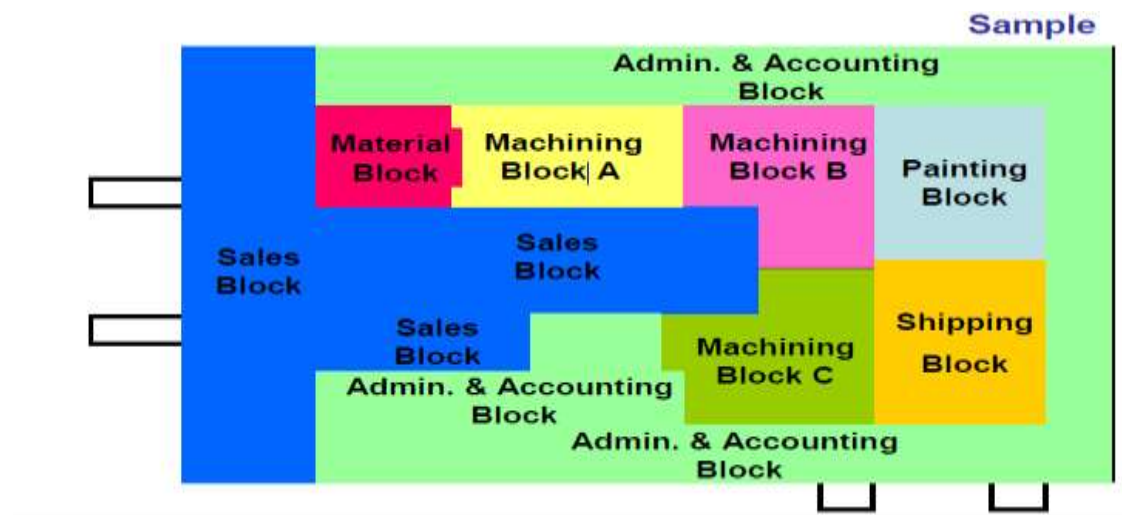 Sample
Admin. & Accounting
Block
Material
Block
Machining
Block A
Machining
Block B
Painting
Block
Sales
Block
Sales
Block
Sales
Block
Machining
Block C
Shipping
Block
Admin. & Accounting
Block
Admin. & Accounting
Block